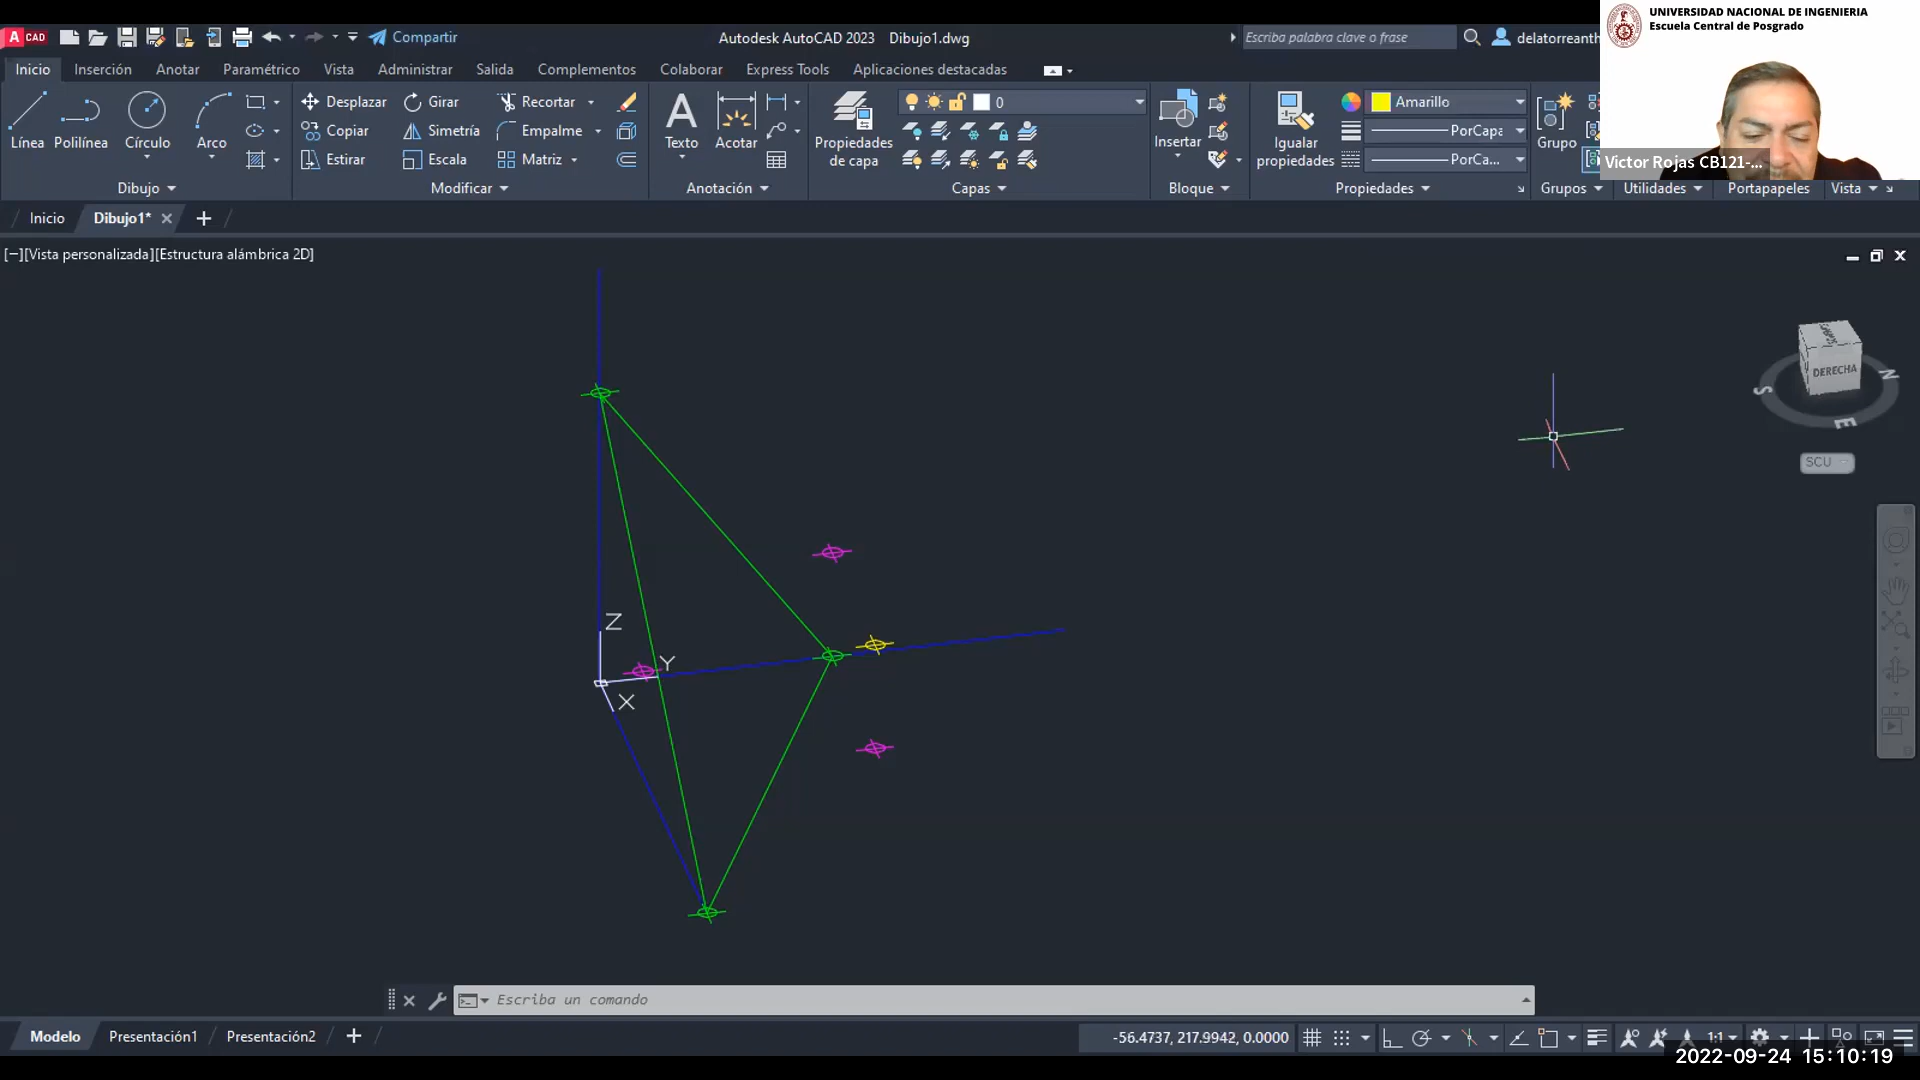 UNIVERSIDAD NACIONAL DE INGENIERIA
Escuela Central de Posgrado
A CAD
Compartir
Autodesk AutoCAD 2023 Dibujo1.dwg
Escriba palabra clave o frase
delatorreanth
Inicio Inserción Anotar Paramétrico Vista Administrar Salida Complementos Colaborar Express Tools Aplicaciones destacadas
Línea Polilínea Círculo Arco
Desplazar Girar Recortar
Copiar Simetría Empalme
Estirar Escala Matriz
Texto Acotar
Propiedades de capa
0
Insertar
Igualar propiedades
Amarillo
PorCapa
PorCa...
Grupo
Victor Rojas CB121-...
Dibujo Modificar Anotación Capas Bloque Propiedades Grupos Utilidades Portapapeles Vista
Inicio Dibujo1* +
[−][Vista personalizada][Estructura alámbrica 2D]
DERECHA
S N E
SCU
Z
Y
X
Escriba un comando
Modelo Presentación1 Presentación2 +
-56.4737, 217.9942, 0.0000
1:1
2022-09-24 15:10:19